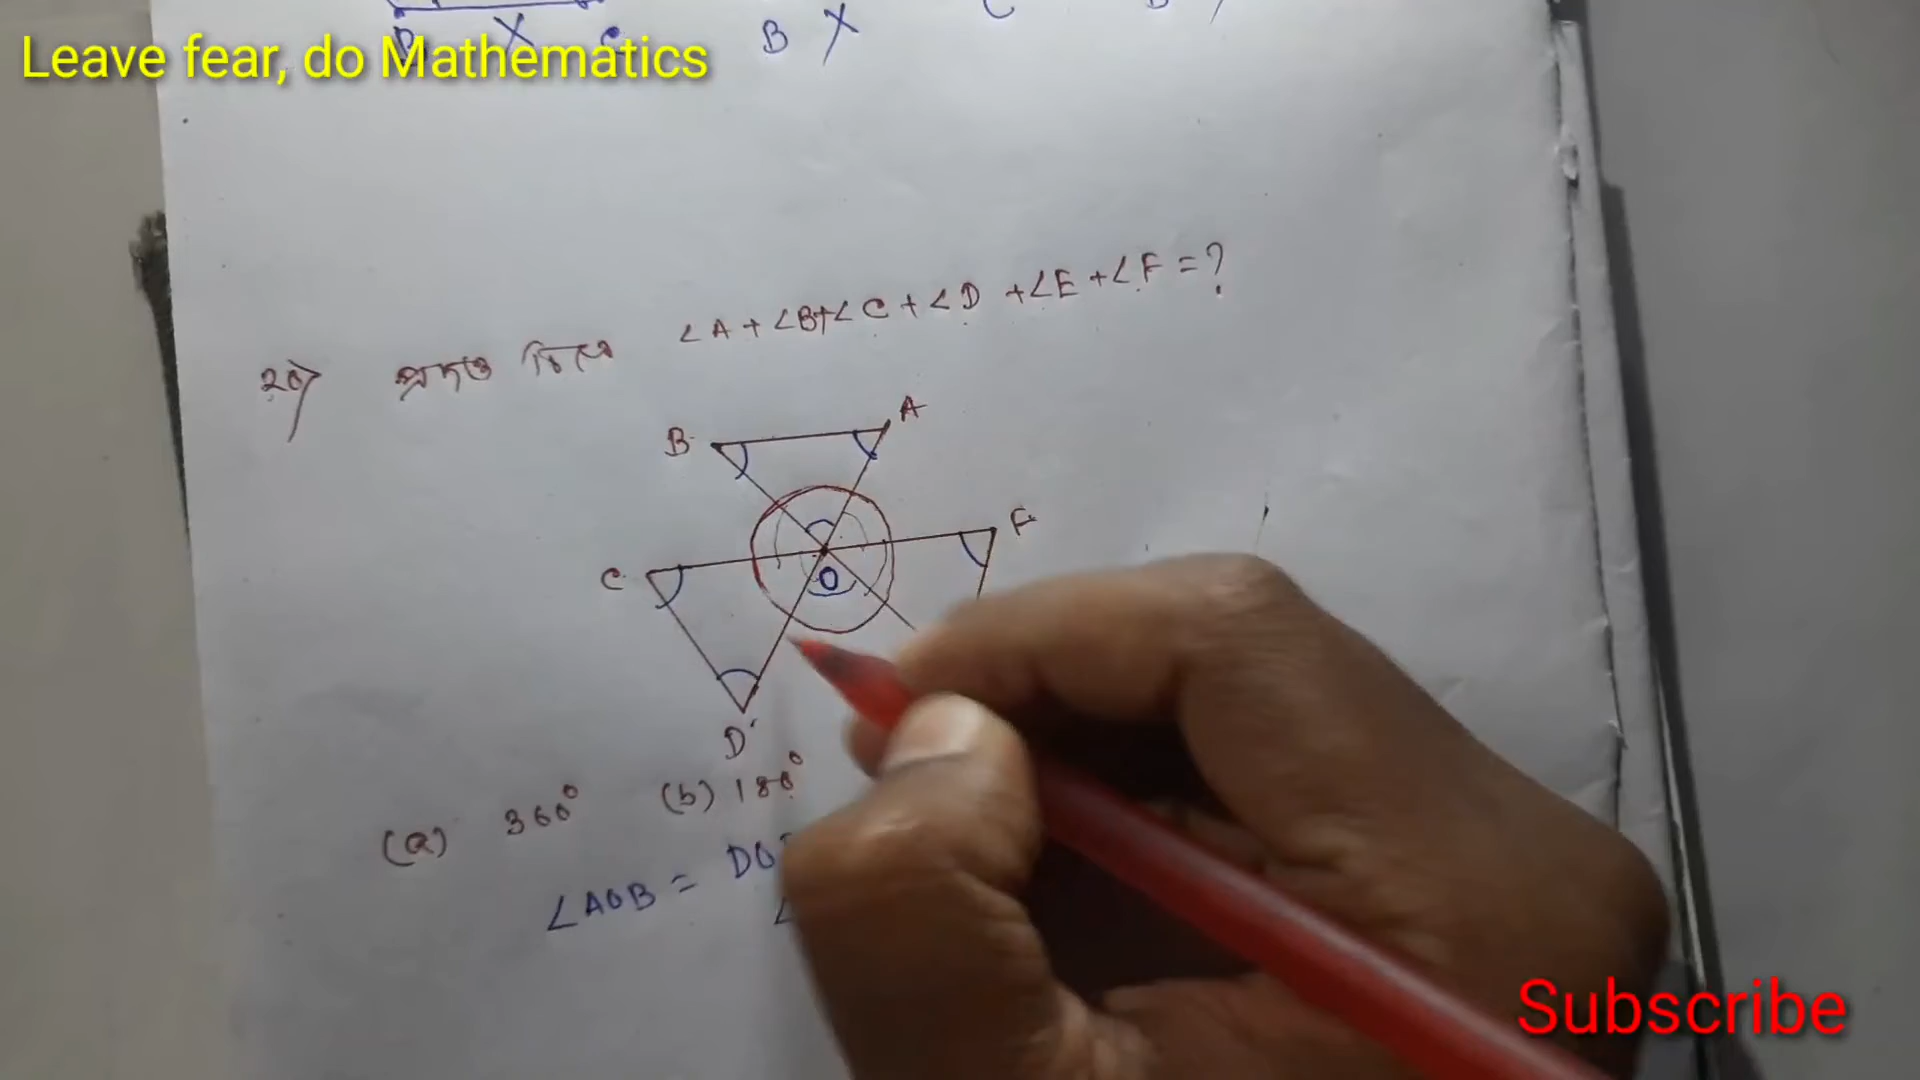 B X C B X C B
Leave fear, do Mathematics
২০) প্রদত্ত চিত্রে ∠A + ∠B + ∠C + ∠D + ∠E + ∠F = ?
A
B
F
C
O
D
(a) 360° (b) 180°
∠AOB = DO
∠
Subscribe